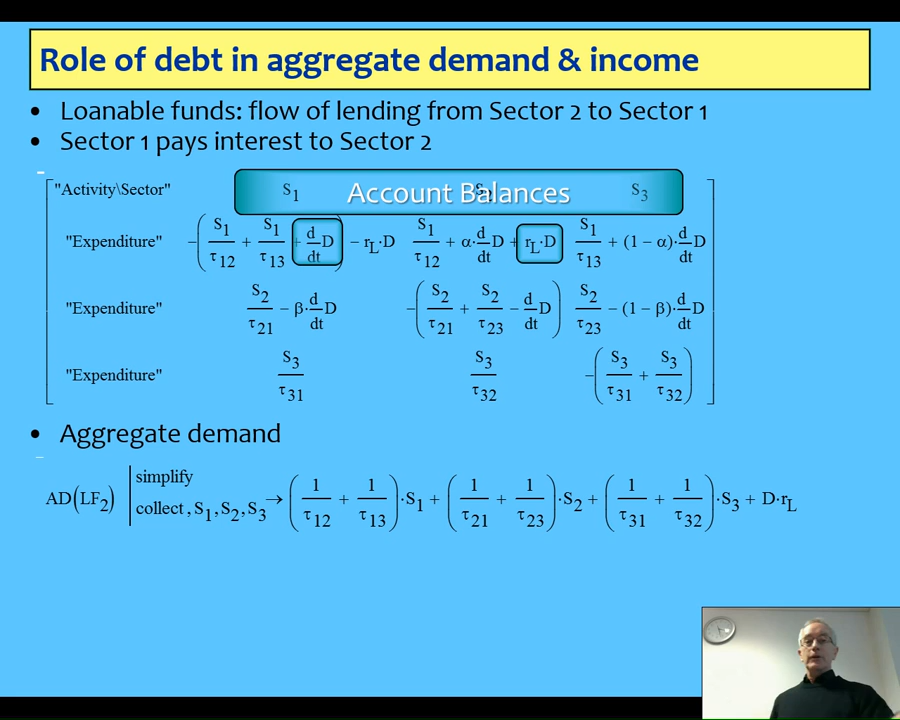 Role of debt in aggregate demand & income
• Loanable funds: flow of lending from Sector 2 to Sector 1
• Sector 1 pays interest to Sector 2
Account Balances
"Activity\Sector" S₁ S₃
"Expenditure" −(S₁/τ₁₂ + S₁/τ₁₃ + d/dt D) − r_L·D S₁/τ₁₂ + α·d/dt D + r_L·D S₁/τ₁₃ + (1 − α)·d/dt D
"Expenditure" S₂/τ₂₁ − β·d/dt D −(S₂/τ₂₁ + S₂/τ₂₃ − d/dt D) S₂/τ₂₃ − (1 − β)·d/dt D
"Expenditure" S₃/τ₃₁ S₃/τ₃₂ −(S₃/τ₃₁ + S₃/τ₃₂)
• Aggregate demand
AD(LF₂) | simplify
collect, S₁, S₂, S₃ → (1/τ₁₂ + 1/τ₁₃)·S₁ + (1/τ₂₁ + 1/τ₂₃)·S₂ + (1/τ₃₁ + 1/τ₃₂)·S₃ + D·r_L